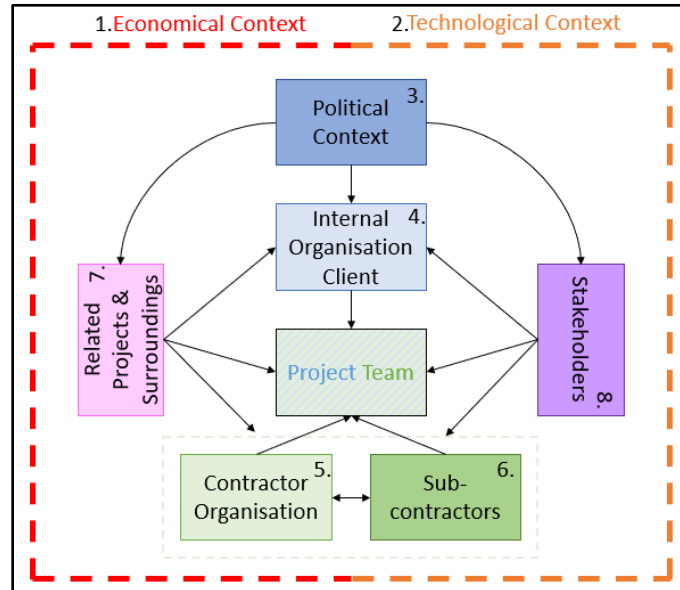 1.Economical Context
2.Technological Context
3.
Political
Context
4.
Internal
Organisation
Client
7.
Related
Projects &
Surroundings
Stakeholders
8.
Project Team
5.
Contractor
Organisation
6.
Sub-
contractors